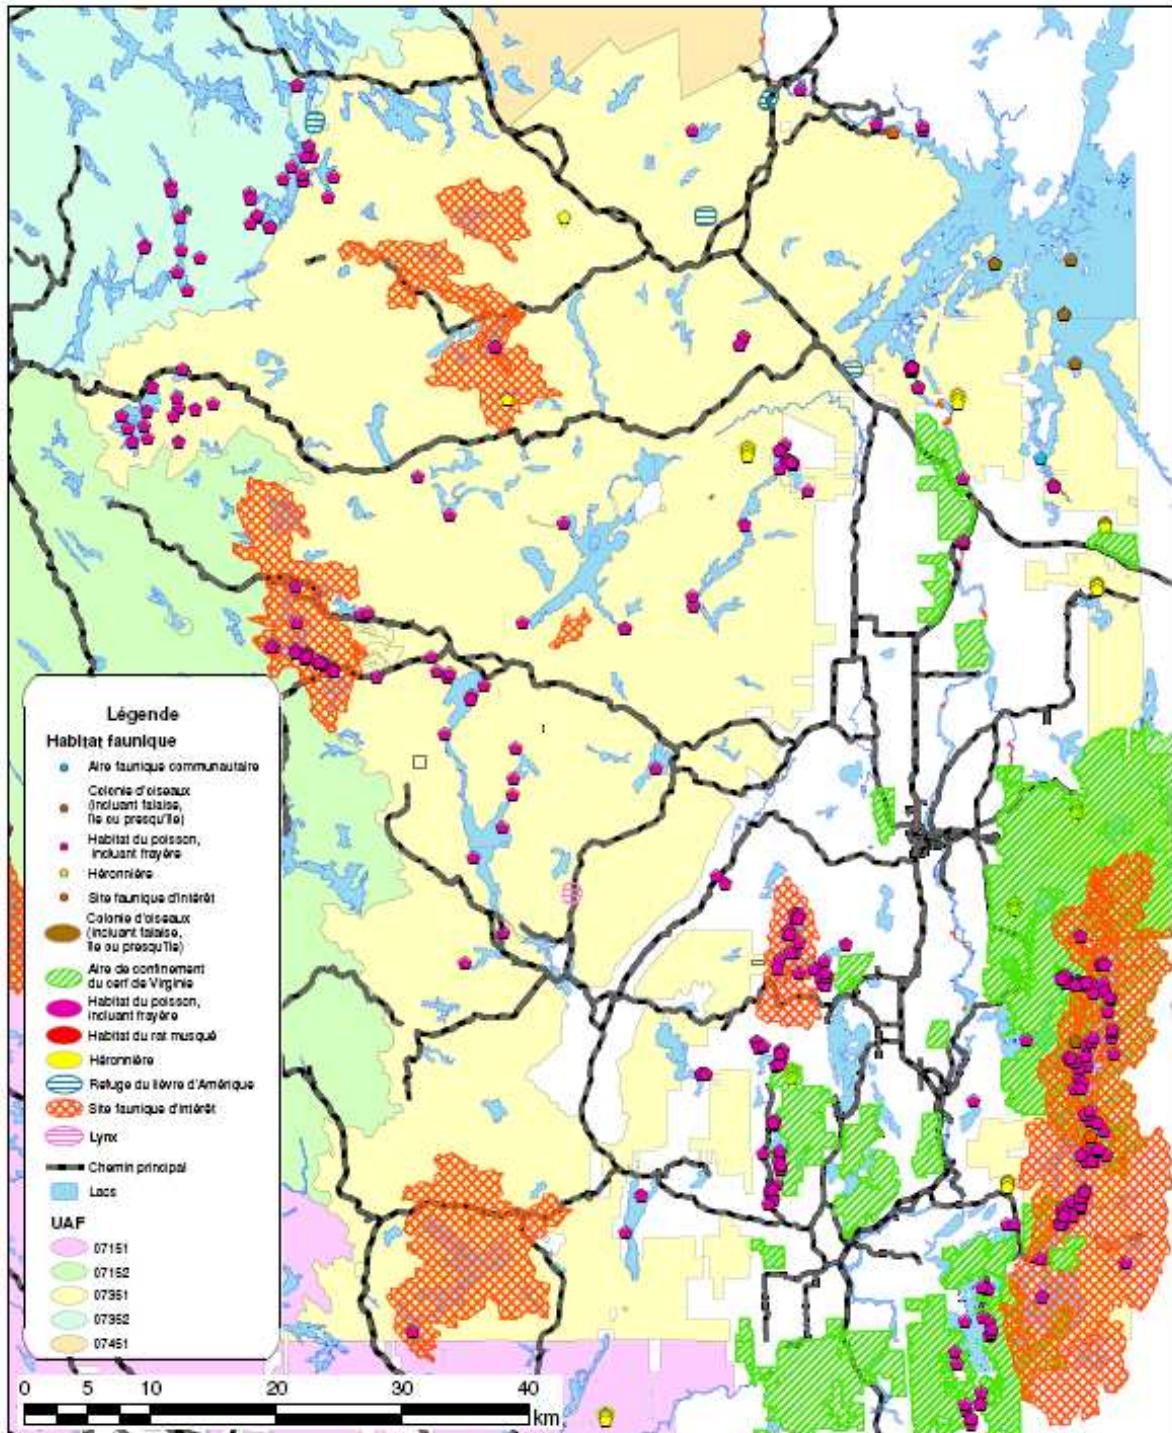 Légende
Habitat faunique
Aire faunique communautaire
Colonie d'oiseaux
(incluant falaise,
île ou presqu'île)
Habitat du poisson,
incluant frayère
Héronnière
Site faunique d'intérêt
Colonie d'oiseaux
(incluant falaise,
île ou presqu'île)
Aire de confinement
du cerf de Virginie
Habitat du poisson,
incluant frayère
Habitat du rat musqué
Héronnière
Refuge du lièvre d'Amérique
Site faunique d'intérêt
Lynx
Chemin principal
Lacs
UAF
07151
07152
07351
07352
07451
0 5 10 20 30 40
km